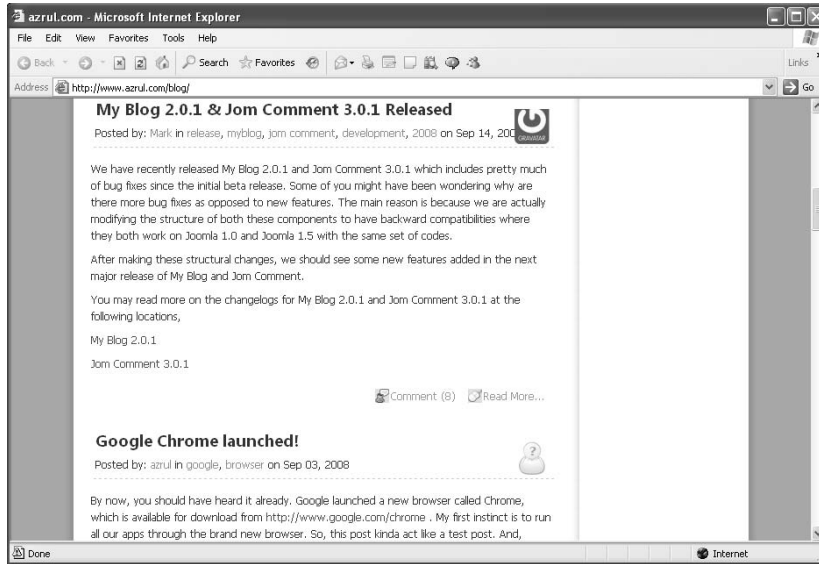 azrul.com - Microsoft Internet Explorer
File Edit View Favorites Tools Help
Back Search Favorites Links
Address http://www.azrul.com/blog/ Go
My Blog 2.0.1 & Jom Comment 3.0.1 Released
Posted by: Mark in release, myblog, jom comment, development, 2008 on Sep 14, 200
GRAVATAR
We have recently released My Blog 2.0.1 and Jom Comment 3.0.1 which includes pretty much
of bug fixes since the initial beta release. Some of you might have been wondering why are
there more bug fixes as opposed to new features. The main reason is because we are actually
modifying the structure of both these components to have backward compatibilities where
they both work on Joomla 1.0 and Joomla 1.5 with the same set of codes.
After making these structural changes, we should see some new features added in the next
major release of My Blog and Jom Comment.
You may read more on the changelogs for My Blog 2.0.1 and Jom Comment 3.0.1 at the
following locations,
My Blog 2.0.1
Jom Comment 3.0.1
Comment (8) Read More...
Google Chrome launched!
Posted by: azrul in google, browser on Sep 03, 2008
By now, you should have heard it already. Google launched a new browser called Chrome,
which is available for download from http://www.google.com/chrome . My first instinct is to run
all our apps through the brand new browser. So, this post kinda act like a test post. And,
Done Internet